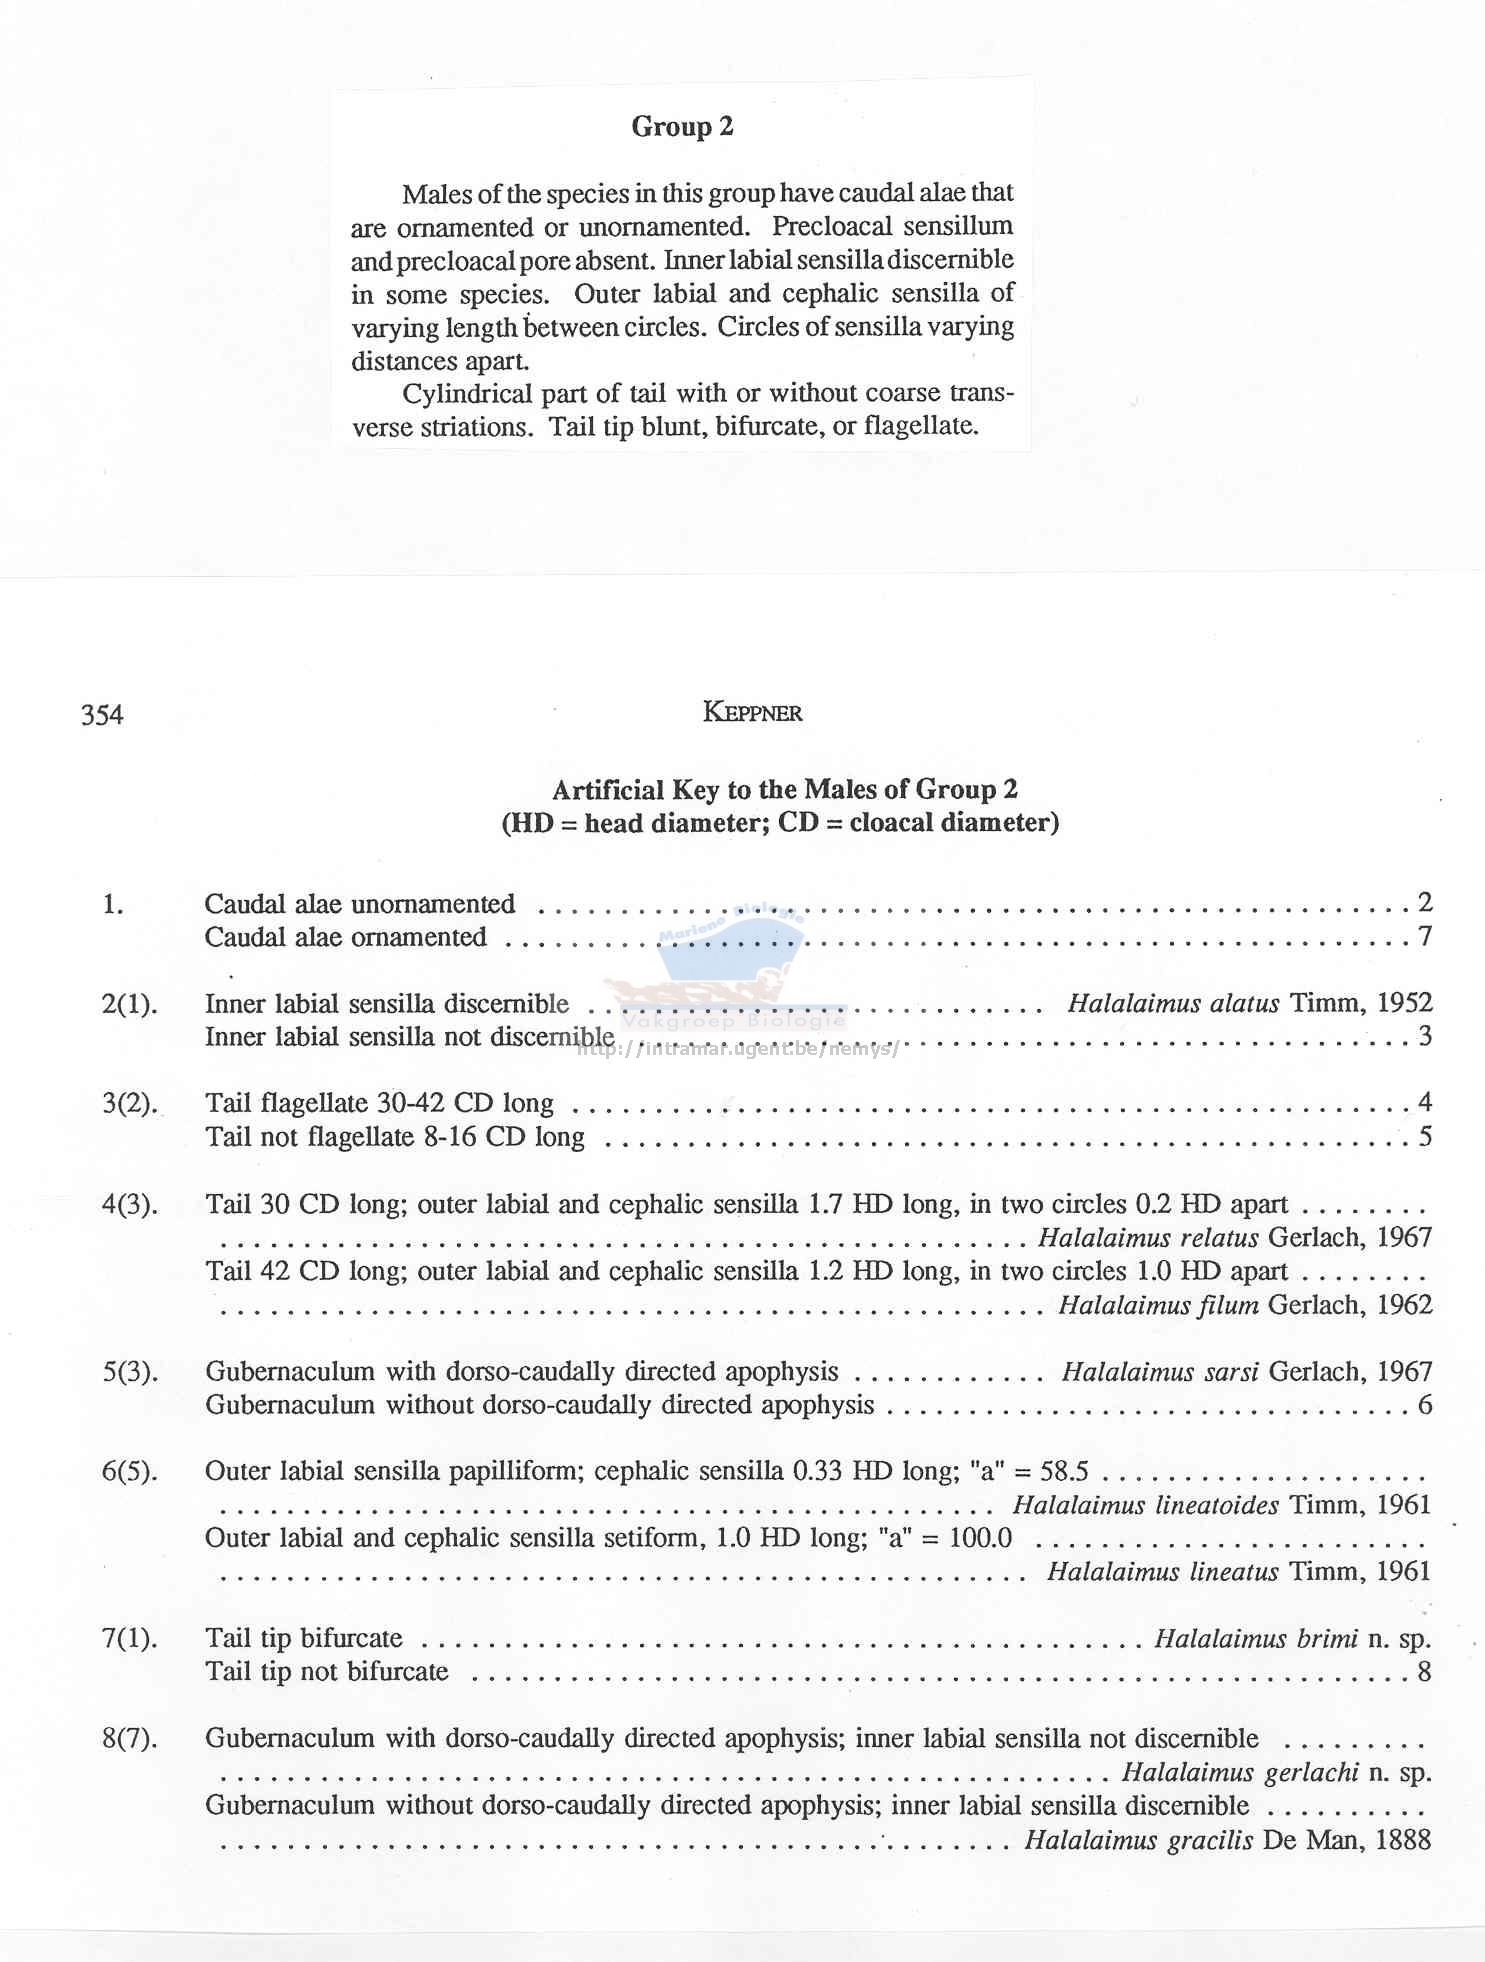 Group 2
Males of the species in this group have caudal alae that
are ornamented or unornamented. Precloacal sensillum
and precloacal pore absent. Inner labial sensilla discernible
in some species. Outer labial and cephalic sensilla of
varying length between circles. Circles of sensilla varying
distances apart.
Cylindrical part of tail with or without coarse trans-
verse striations. Tail tip blunt, bifurcate, or flagellate.
354 KEPPNER
Artificial Key to the Males of Group 2
(HD = head diameter; CD = cloacal diameter)
1. Caudal alae unornamented . . . . . . . . . . . . . . . . . . . . . . . . . . . . . . 2
Caudal alae ornamented . . . . . . . . . . . . . . . . . . . . . . . . . . . . . . 7
2(1). Inner labial sensilla discernible . . . . . . . . . . . . . . . . . . . . Halalaimus alatus Timm, 1952
Inner labial sensilla not discernible . . . . . . . . . . . . . . . . . . . . . . . . . . . . . . 3
3(2). Tail flagellate 30-42 CD long . . . . . . . . . . . . . . . . . . . . . . . . . . . . . . 4
Tail not flagellate 8-16 CD long . . . . . . . . . . . . . . . . . . . . . . . . . . . . . . 5
4(3). Tail 30 CD long; outer labial and cephalic sensilla 1.7 HD long, in two circles 0.2 HD apart . . . . . . . .
. . . . . . . . . . . . . . . . . . . . . . . . . . . . . . Halalaimus relatus Gerlach, 1967
Tail 42 CD long; outer labial and cephalic sensilla 1.2 HD long, in two circles 1.0 HD apart . . . . . . . .
. . . . . . . . . . . . . . . . . . . . . . . . . . . . . . Halalaimus filum Gerlach, 1962
5(3). Gubernaculum with dorso-caudally directed apophysis . . . . . . . . . . . . Halalaimus sarsi Gerlach, 1967
Gubernaculum without dorso-caudally directed apophysis . . . . . . . . . . . . . . . . . . . . 6
6(5). Outer labial sensilla papilliform; cephalic sensilla 0.33 HD long; "a" = 58.5 . . . . . . . . . . . . . . . . . . . .
. . . . . . . . . . . . . . . . . . . . . . . . . . . . . . Halalaimus lineatoides Timm, 1961
Outer labial and cephalic sensilla setiform, 1.0 HD long; "a" = 100.0 . . . . . . . . . . . . . . . . . . . .
. . . . . . . . . . . . . . . . . . . . . . . . . . . . . . Halalaimus lineatus Timm, 1961
7(1). Tail tip bifurcate . . . . . . . . . . . . . . . . . . . . . . . . . . . . . . Halalaimus brimi n. sp.
Tail tip not bifurcate . . . . . . . . . . . . . . . . . . . . . . . . . . . . . . 8
8(7). Gubernaculum with dorso-caudally directed apophysis; inner labial sensilla not discernible . . . . . . . . .
. . . . . . . . . . . . . . . . . . . . . . . . . . . . . . Halalaimus gerlachi n. sp.
Gubernaculum without dorso-caudally directed apophysis; inner labial sensilla discernible . . . . . . . . . .
. . . . . . . . . . . . . . . . . . . . . . . . . . . . . . Halalaimus gracilis De Man, 1888
Mariene Biologie
Vakgroep Biologie
http://intramar.ugent.be/nemys/